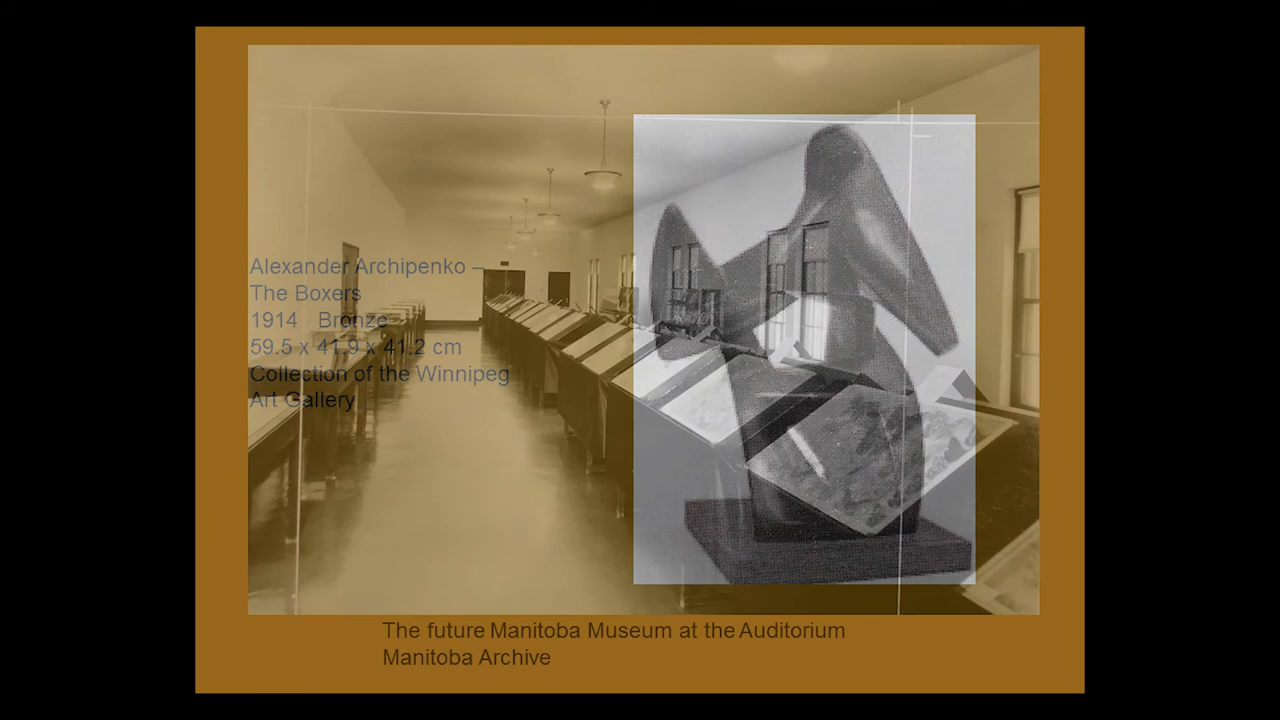 Alexander Archipenko –
The Boxers
1914 Bronze
59.5 x 41.9 x 41.2 cm
Collection of the Winnipeg
Art Gallery
The future Manitoba Museum at the Auditorium
Manitoba Archive